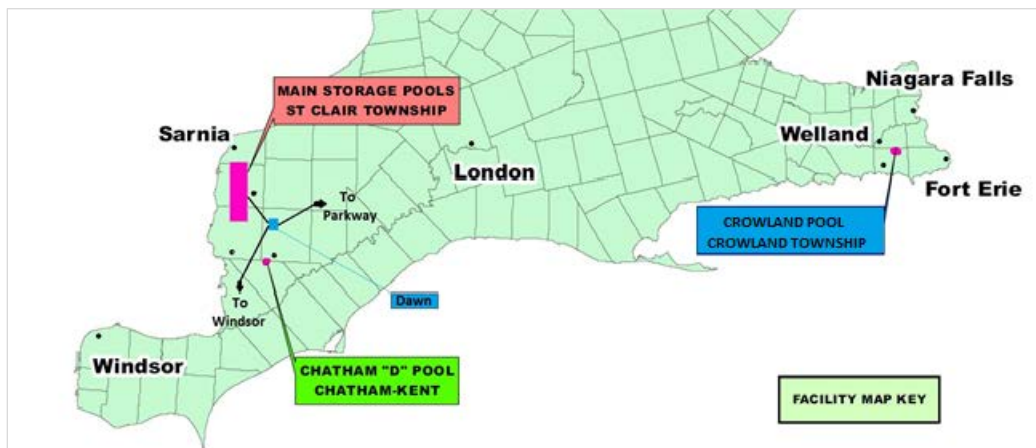 MAIN STORAGE POOLS
ST CLAIR TOWNSHIP
Niagara Falls
Sarnia
Welland
London
To
Parkway
Fort Erie
CROWLAND POOL
CROWLAND TOWNSHIP
Dawn
To
Windsor
Windsor
CHATHAM "D" POOL
CHATHAM-KENT
FACILITY MAP KEY